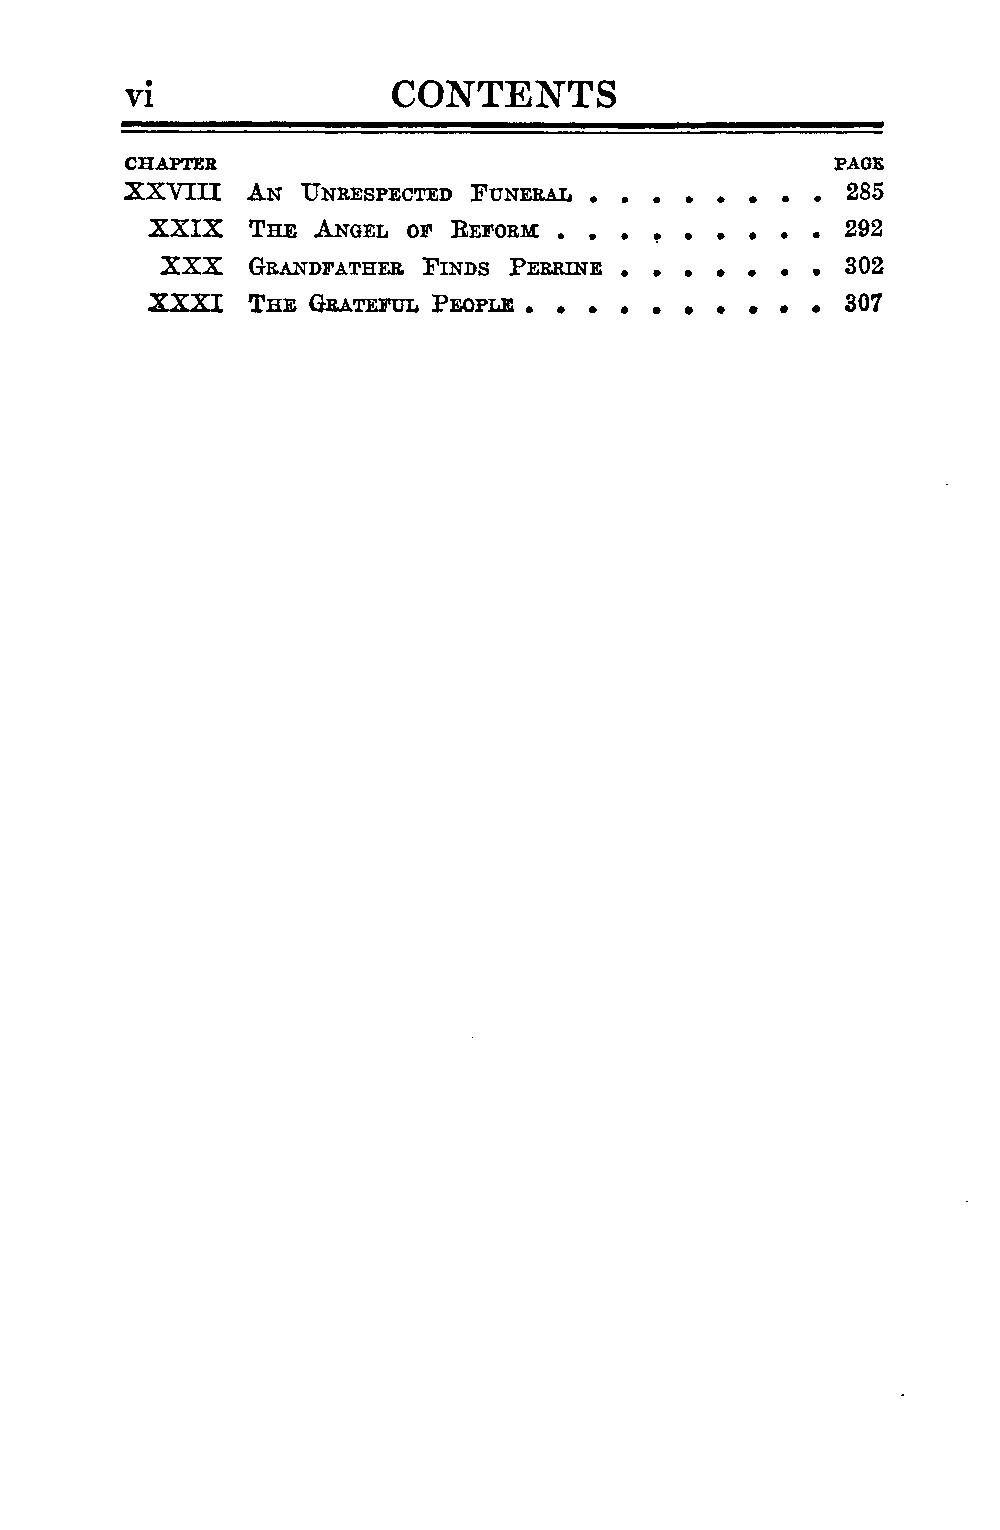 vi CONTENTS
CHAPTER PAGE
XXVIII AN UNRESPECTED FUNERAL . . . . . . . . 285
XXIX THE ANGEL OF REFORM . . . . . . . . . 292
XXX GRANDFATHER FINDS PERRINE . . . . . . . 302
XXXI THE GRATEFUL PEOPLE . . . . . . . . . . 307